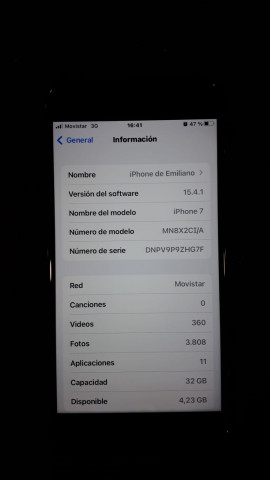 Movistar 3G 16:41 47 %
General Información
Nombre iPhone de Emiliano
Versión del software 15.4.1
Nombre del modelo iPhone 7
Número de modelo MN8X2CI/A
Número de serie DNPV9P9ZHG7F
Red Movistar
Canciones 0
Videos 360
Fotos 3.808
Aplicaciones 11
Capacidad 32 GB
Disponible 4,23 GB